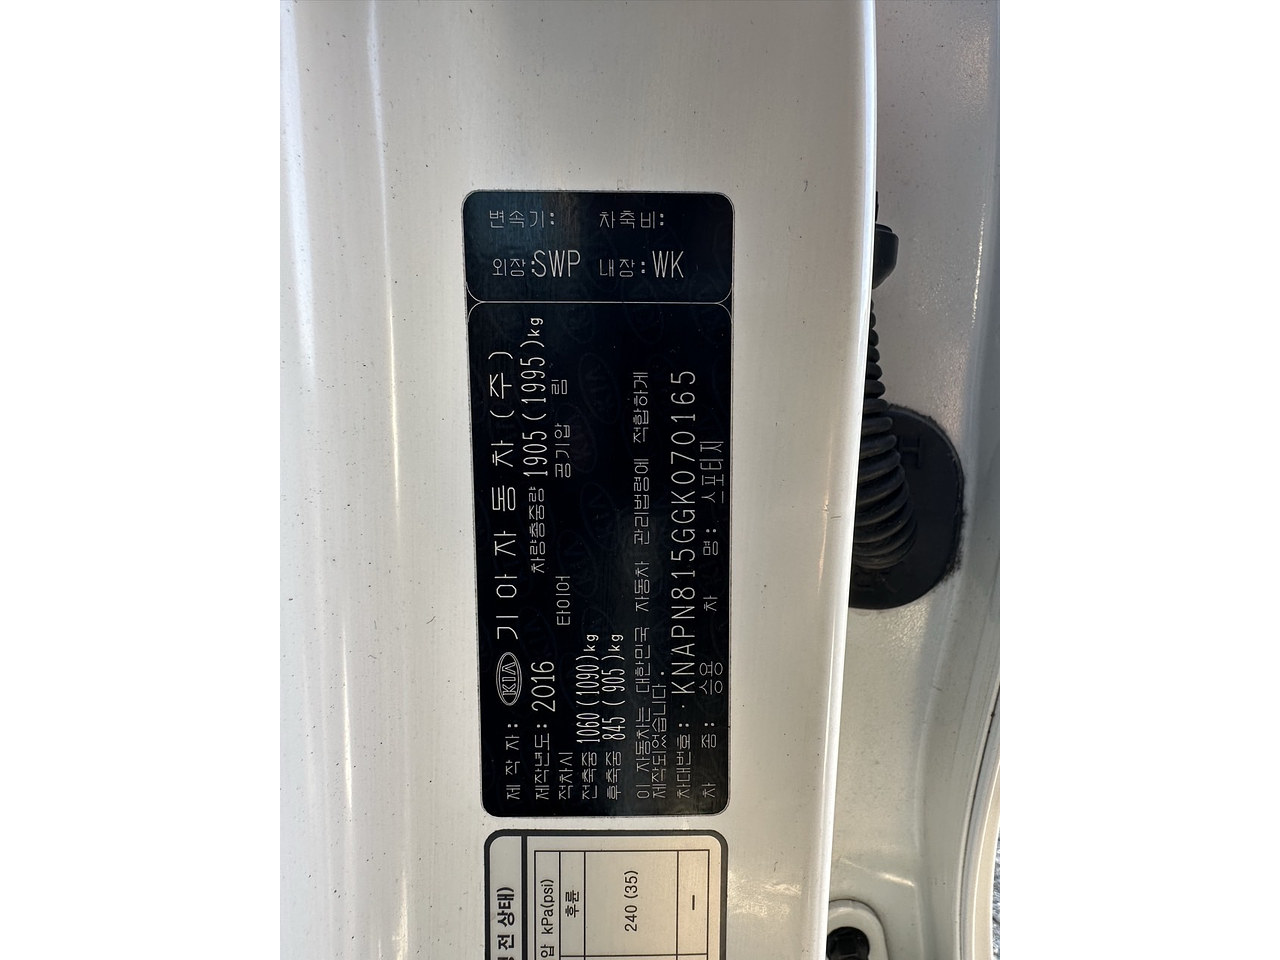 변속기: 차축비:
외장:SWP 내장:WK
제 작 자: KIA 기아자동차(주)
제작년도: 2016 차량총중량 1905(1995)kg
적차시 타이어 공기압 림
전축중 1060(1090)kg
후축중 845( 905)kg
이 자동차는 대한민국 자동차 관리법령에 적합하게
제작되었습니다.
차대번호: KNAPN815GGK070165
차 종: 승용 차 명: 스포티지
전 상태)
압 kPa(psi)
후륜
240 (35)
—